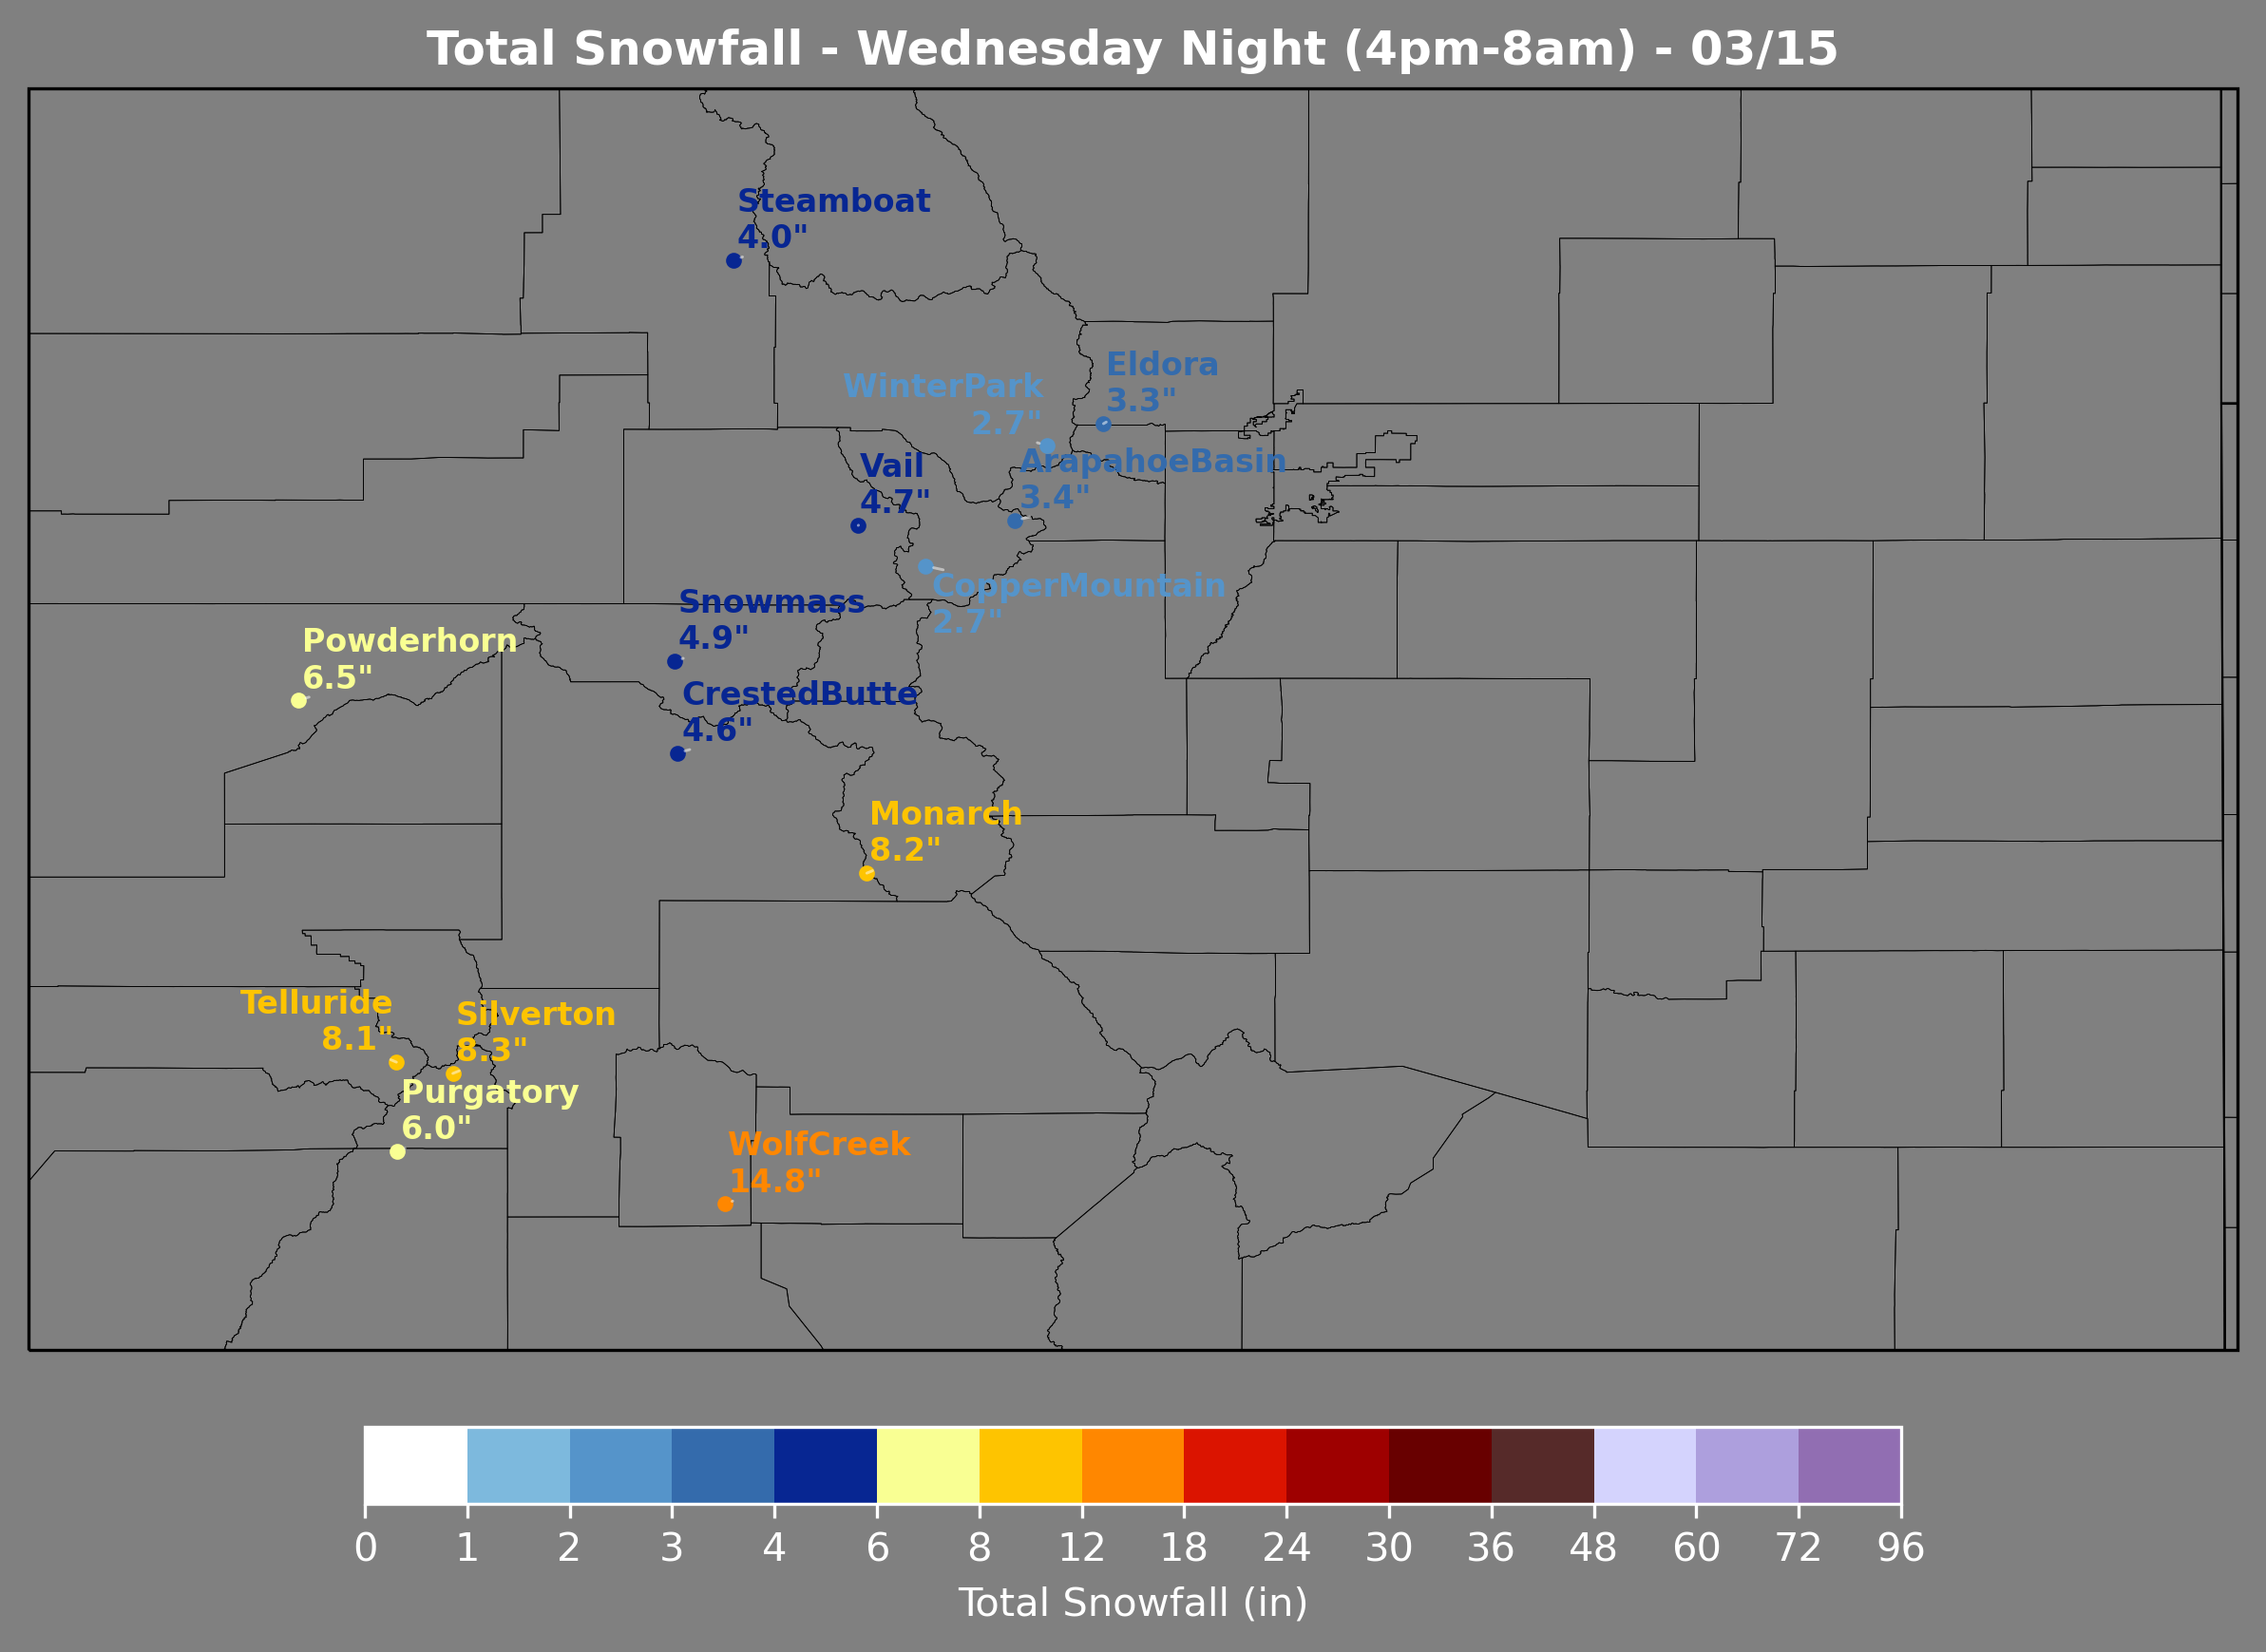 Total Snowfall - Wednesday Night (4pm-8am) - 03/15
Steamboat
4.0"
Eldora
3.3"
WinterPark
2.7"
ArapahoeBasin
3.4"
Vail
4.7"
CopperMountain
2.7"
Snowmass
4.9"
Powderhorn
6.5"
CrestedButte
4.6"
Monarch
8.2"
Telluride
8.1"
Silverton
8.3"
Purgatory
6.0"
WolfCreek
14.8"
0 1 2 3 4 6 8 12 18 24 30 36 48 60 72 96
Total Snowfall (in)